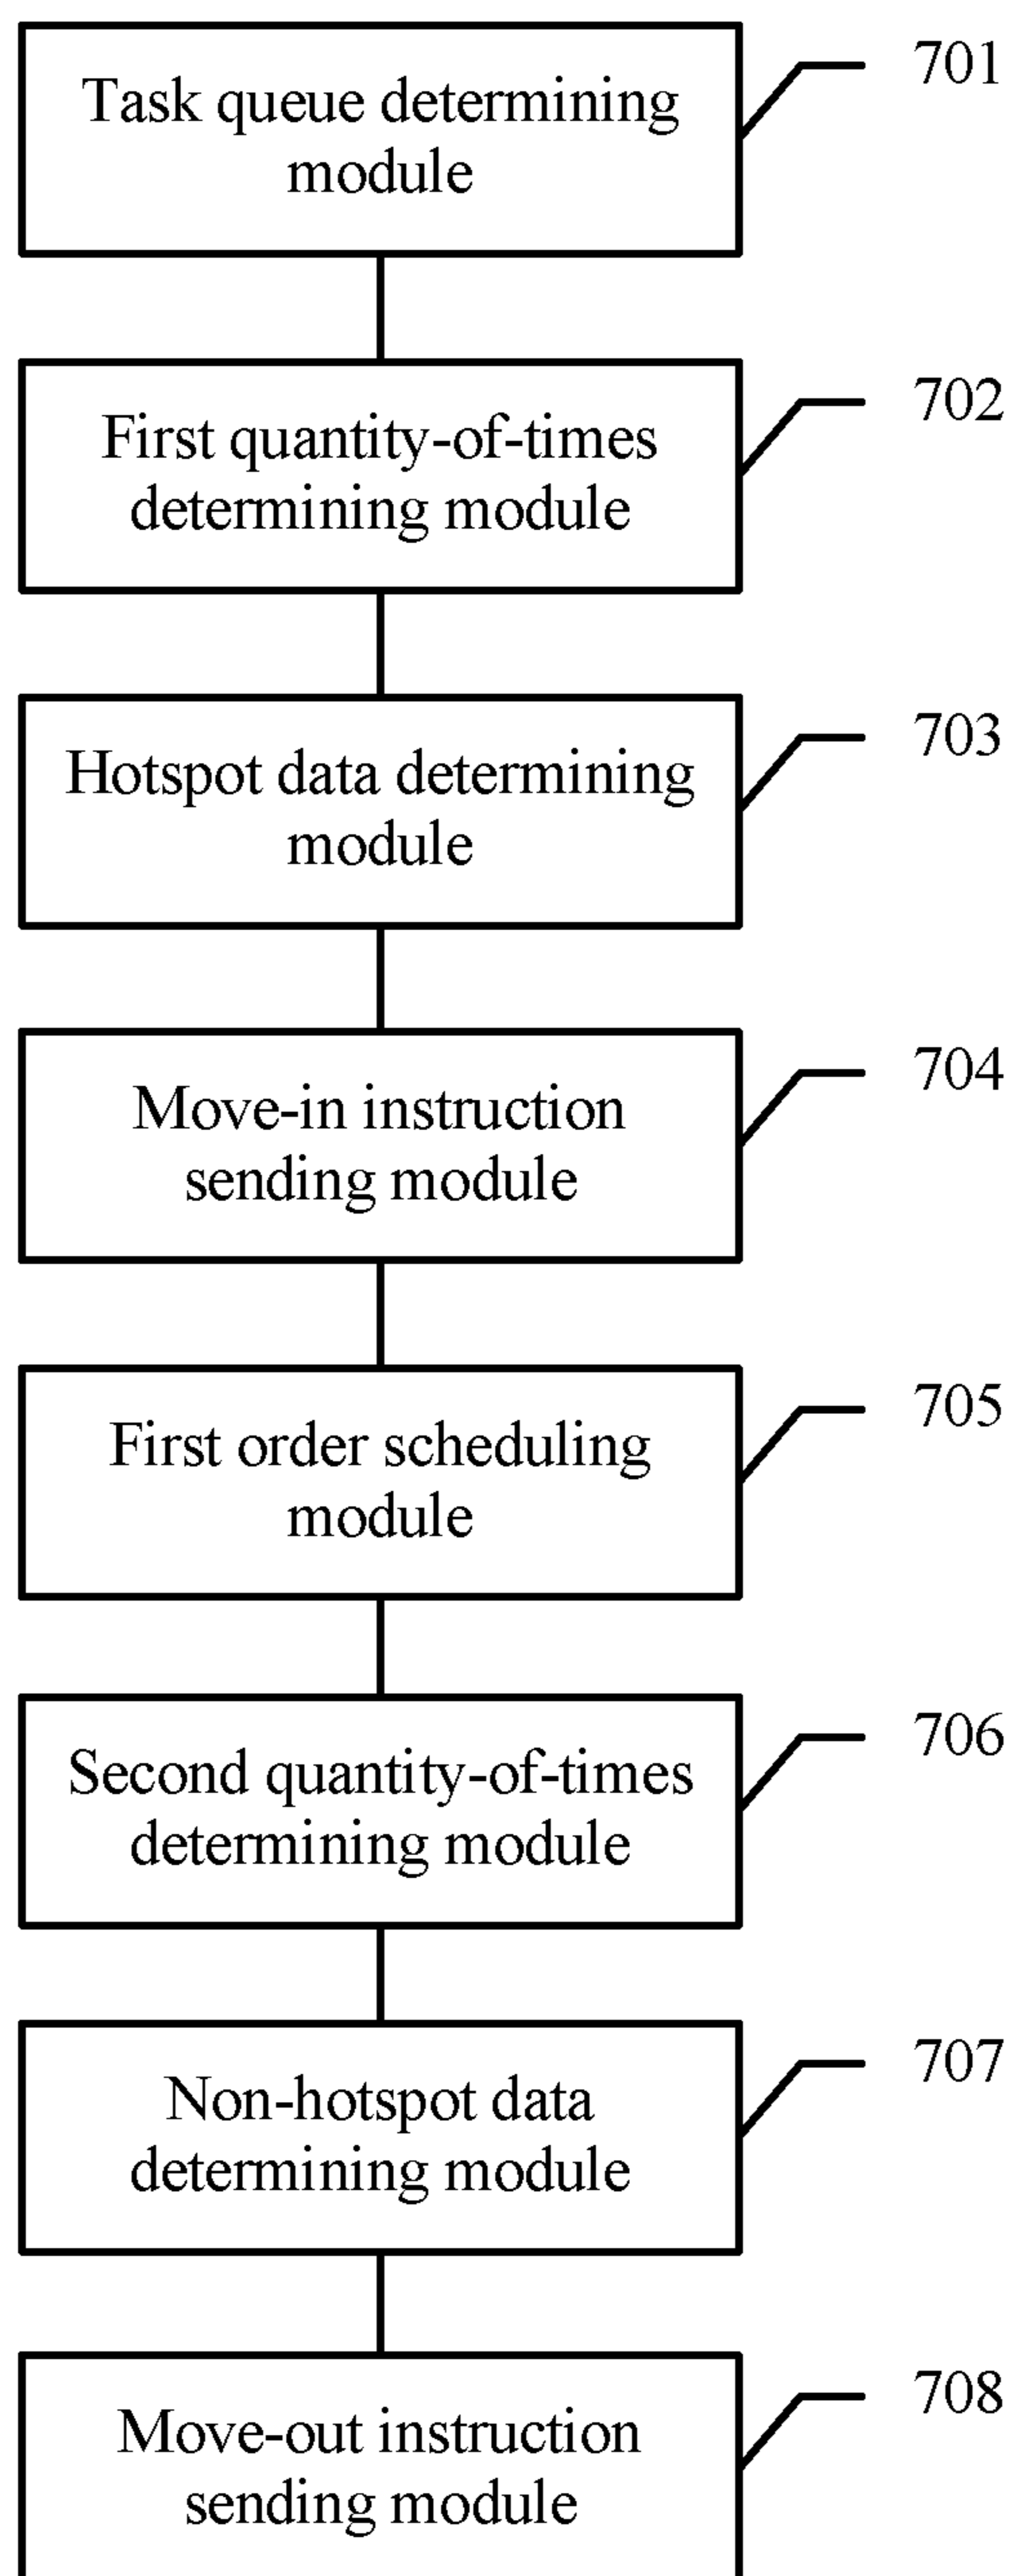 Task queue determining
module
701
First quantity-of-times
determining module
702
Hotspot data determining
module
703
Move-in instruction
sending module
704
First order scheduling
module
705
Second quantity-of-times
determining module
706
Non-hotspot data
determining module
707
Move-out instruction
sending module
708